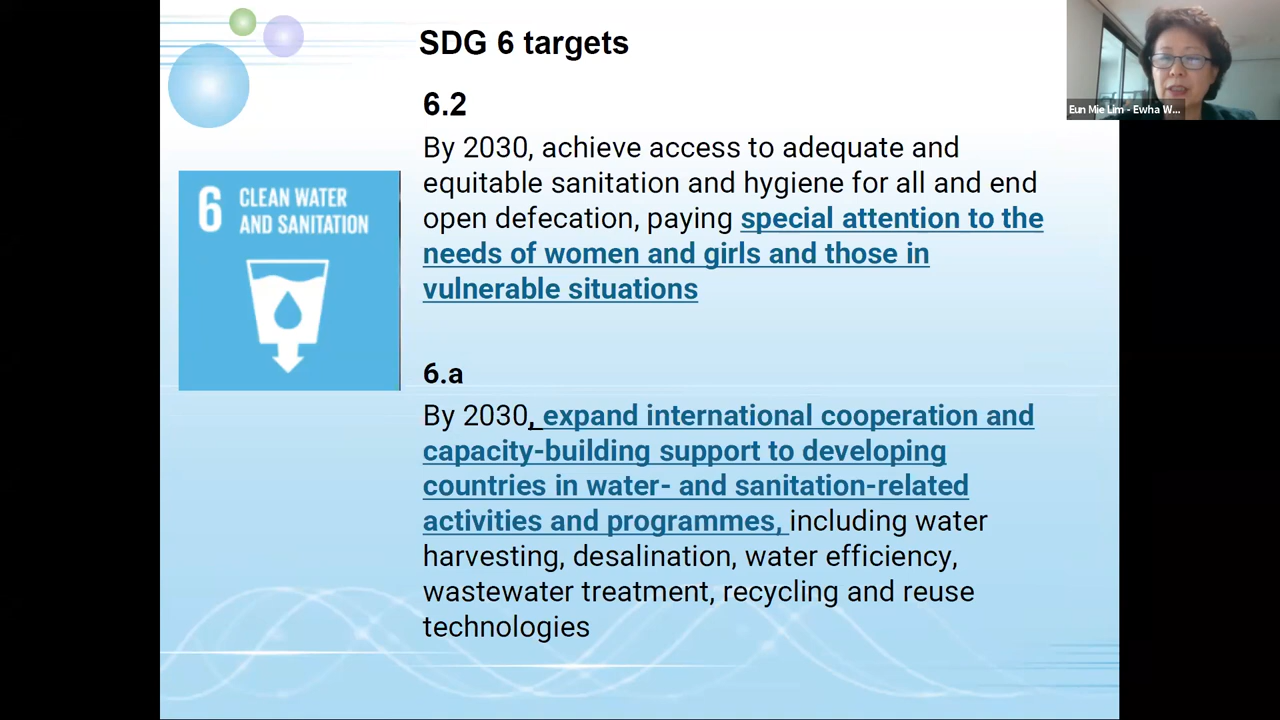 SDG 6 targets
Eun Mie Lim - Ewha W...
6.2
By 2030, achieve access to adequate and
equitable sanitation and hygiene for all and end
open defecation, paying special attention to the
needs of women and girls and those in
vulnerable situations
6 CLEAN WATER
AND SANITATION
6.a
By 2030, expand international cooperation and
capacity-building support to developing
countries in water- and sanitation-related
activities and programmes, including water
harvesting, desalination, water efficiency,
wastewater treatment, recycling and reuse
technologies